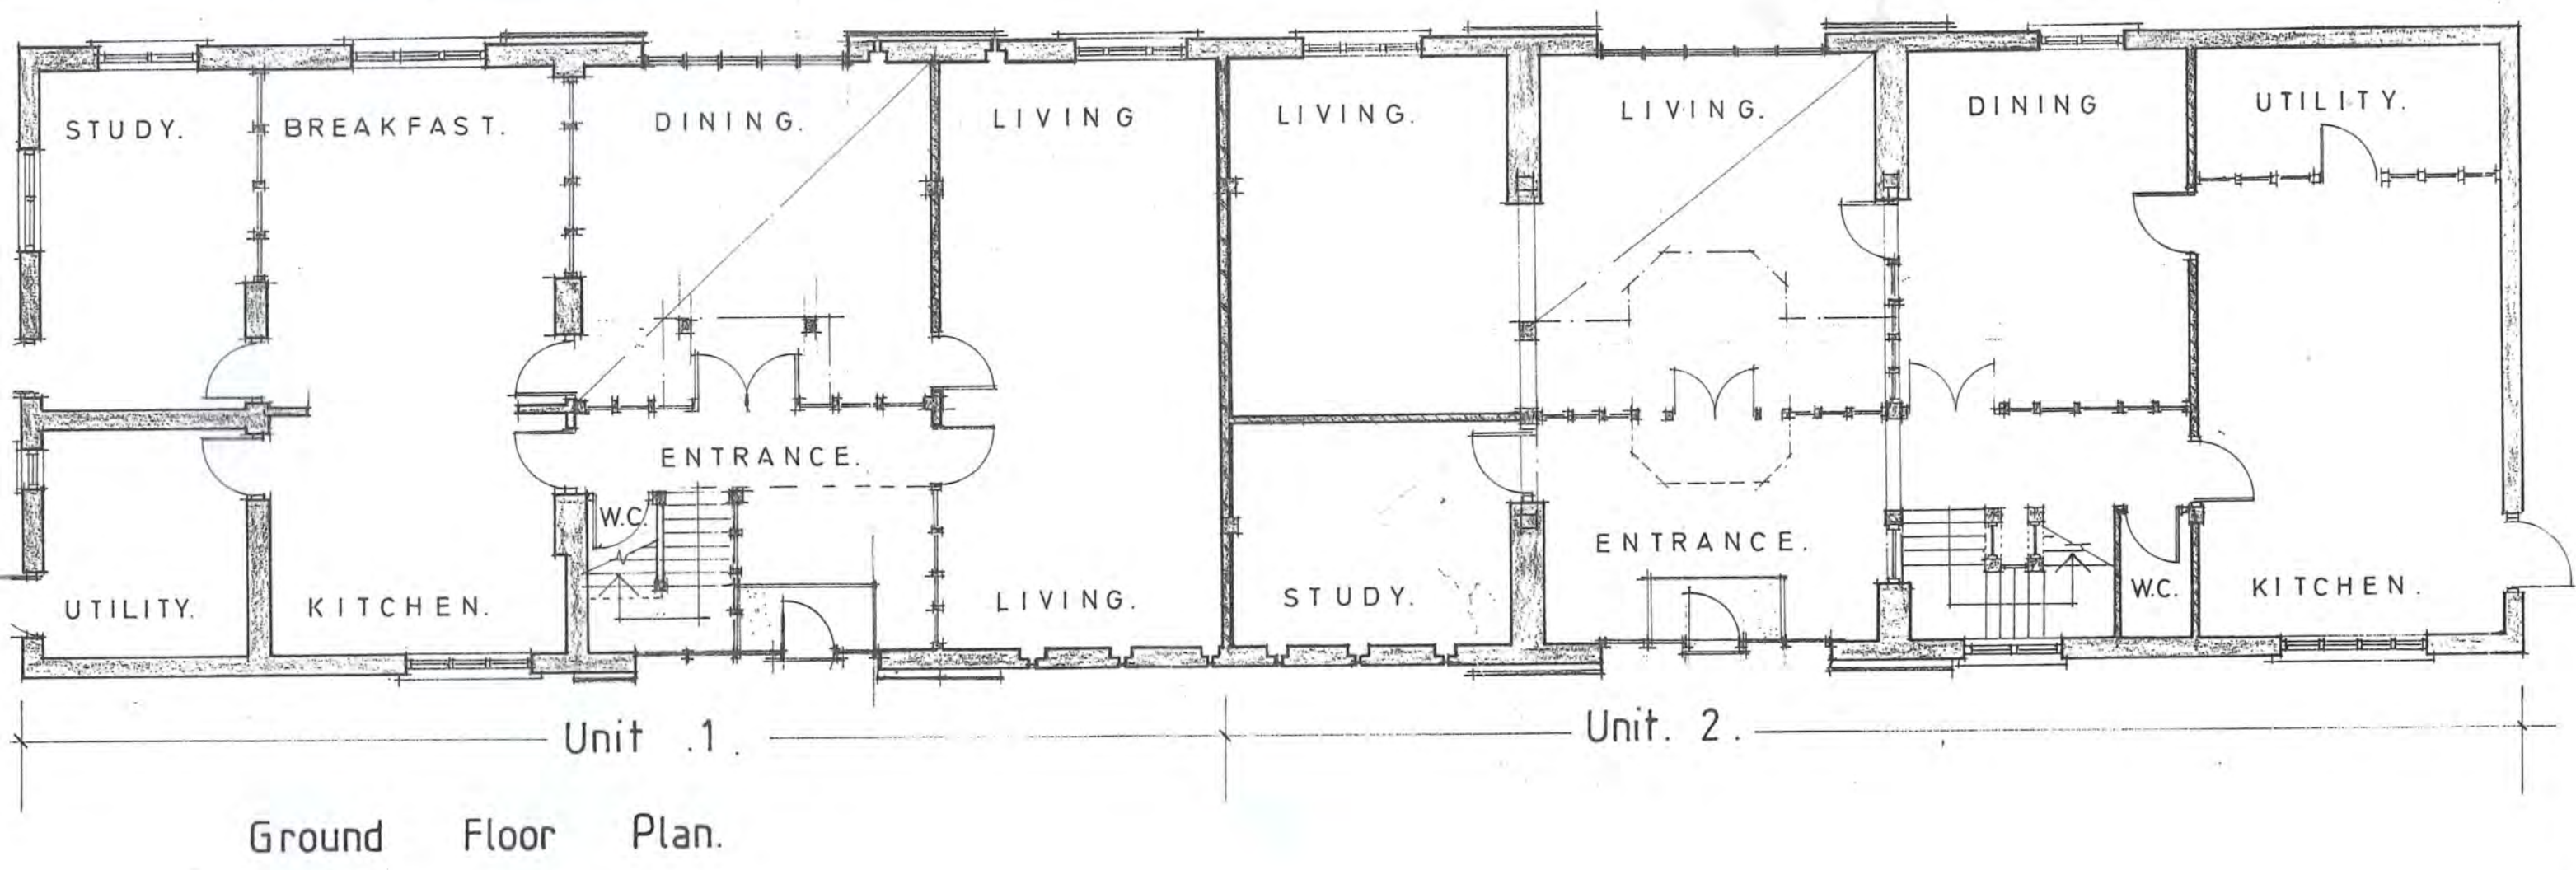 STUDY. BREAKFAST. DINING. LIVING LIVING. LIVING. DINING UTILITY.
ENTRANCE.
W.C.
ENTRANCE.
UTILITY. KITCHEN. LIVING. STUDY. W.C. KITCHEN.
Unit .1. Unit. 2.
Ground Floor Plan.